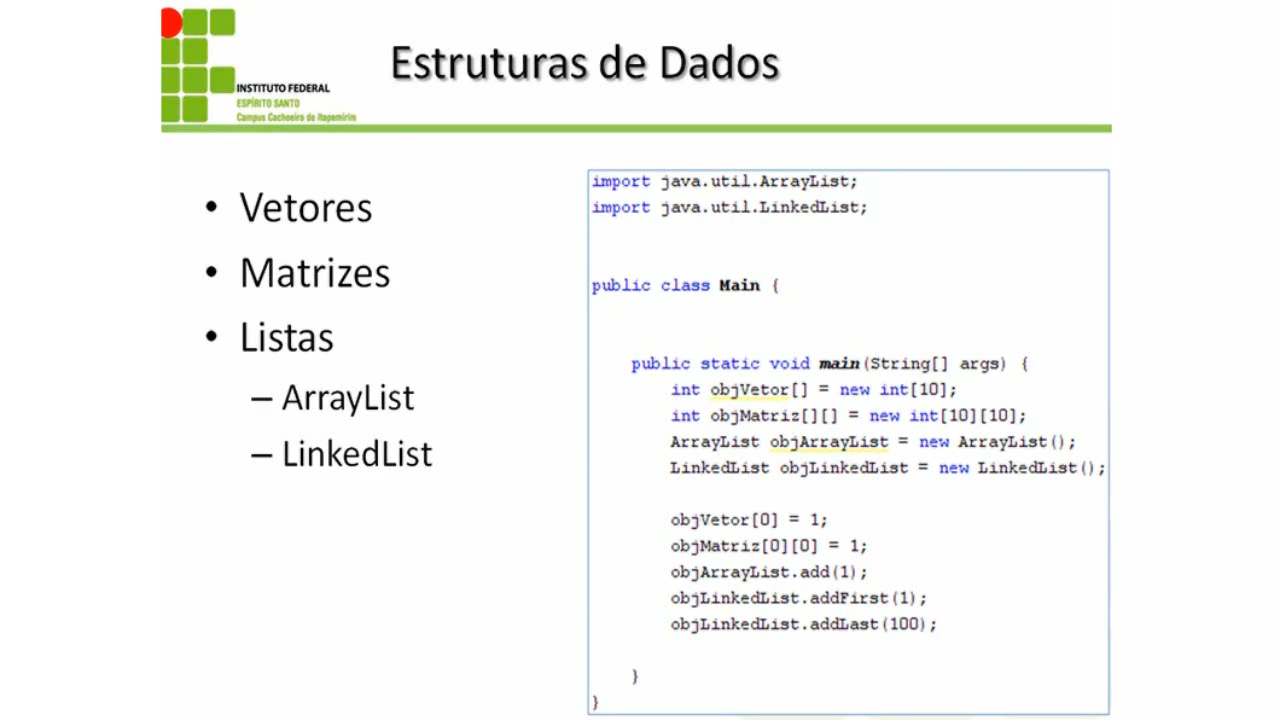 INSTITUTO FEDERAL
ESPÍRITO SANTO
Campus Cachoeiro de Itapemirim
Estruturas de Dados
• Vetores
• Matrizes
• Listas
– ArrayList
– LinkedList
import java.util.ArrayList;
import java.util.LinkedList;
public class Main {
public static void main(String[] args) {
int objVetor[] = new int[10];
int objMatriz[][] = new int[10][10];
ArrayList objArrayList = new ArrayList();
LinkedList objLinkedList = new LinkedList();
objVetor[0] = 1;
objMatriz[0][0] = 1;
objArrayList.add(1);
objLinkedList.addFirst(1);
objLinkedList.addLast(100);
}
}